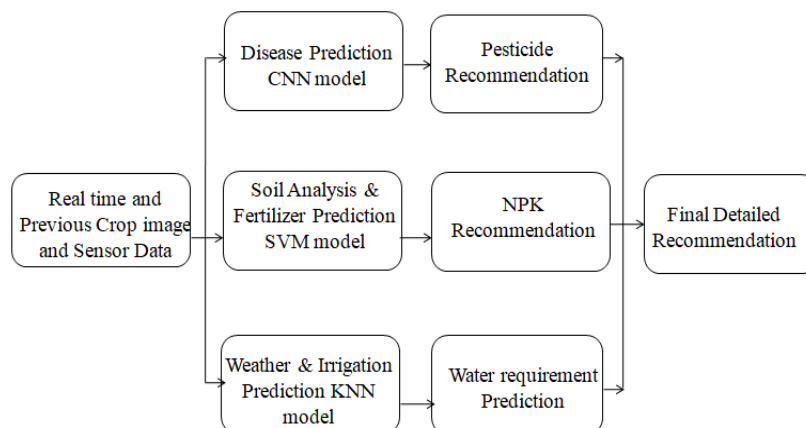 Disease Prediction
CNN model
Pesticide
Recommendation
Real time and
Previous Crop image
and Sensor Data
Soil Analysis &
Fertilizer Prediction
SVM model
NPK
Recommendation
Final Detailed
Recommendation
Weather & Irrigation
Prediction KNN
model
Water requirement
Prediction